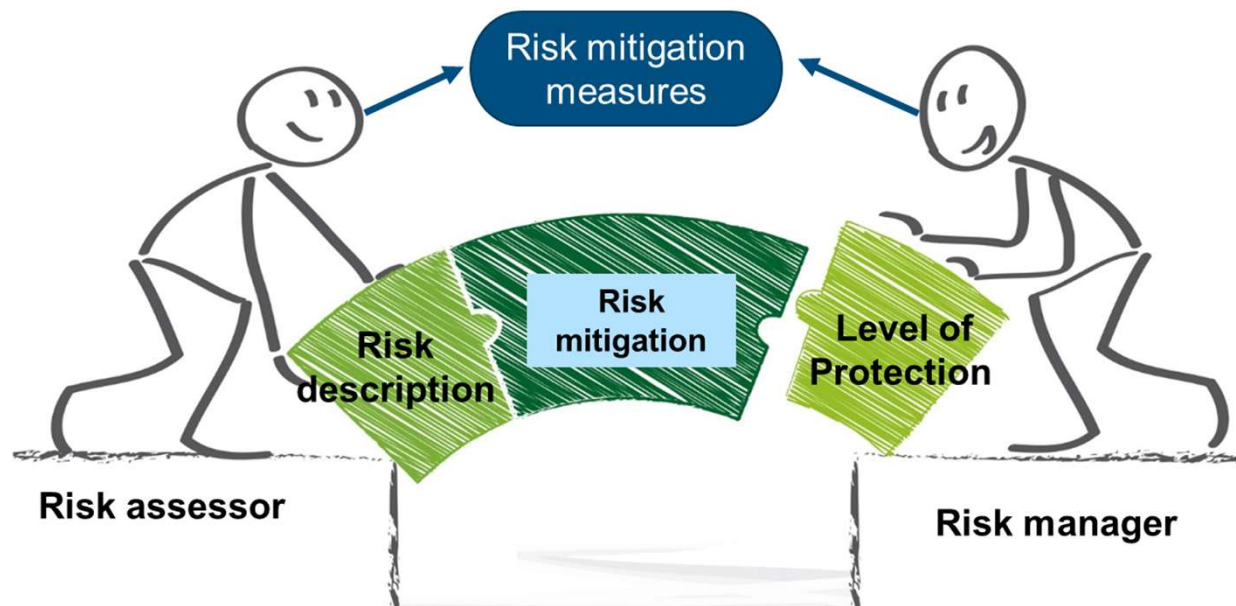 Risk mitigation
measures
Risk
mitigation
Risk
description
Level of
Protection
Risk assessor
Risk manager